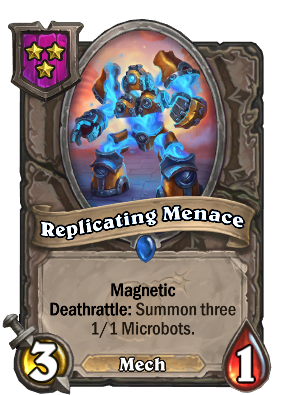 Replicating Menace
Magnetic
Deathrattle: Summon three
1/1 Microbots.
3
Mech
1